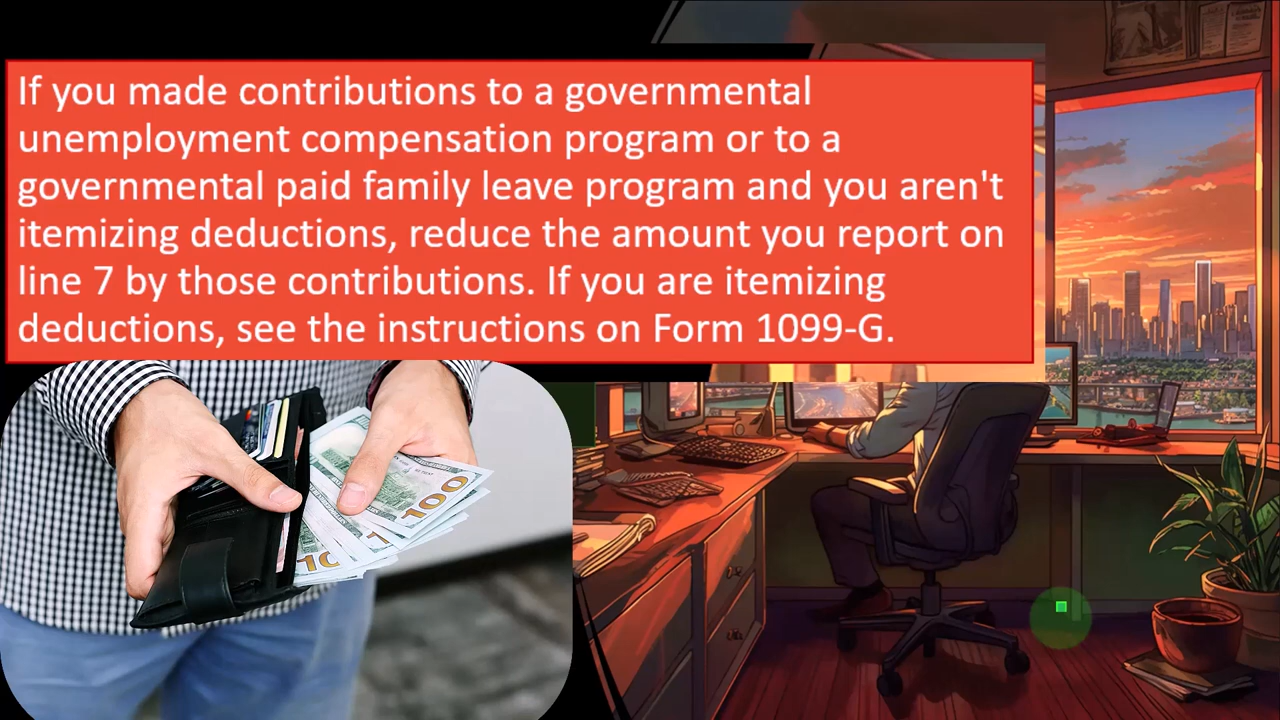 If you made contributions to a governmental
unemployment compensation program or to a
governmental paid family leave program and you aren't
itemizing deductions, reduce the amount you report on
line 7 by those contributions. If you are itemizing
deductions, see the instructions on Form 1099-G.
100